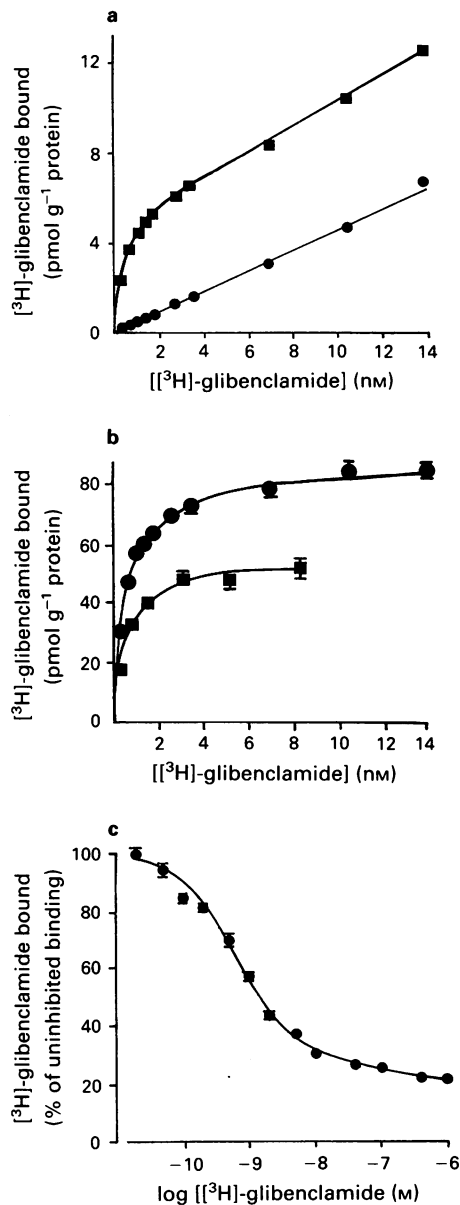 a
[³H]-glibenclamide bound
(pmol g⁻¹ protein)
12
8
4
0
2 4 6 8 10 12 14
[[³H]-glibenclamide] (nM)
b
[³H]-glibenclamide bound
(pmol g⁻¹ protein)
80
60
40
20
0
2 4 6 8 10 12 14
[[³H]-glibenclamide] (nM)
c
[³H]-glibenclamide bound
(% of uninhibited binding)
100
80
60
40
20
0
−10 −9 −8 −7 −6
log [[³H]-glibenclamide (M)